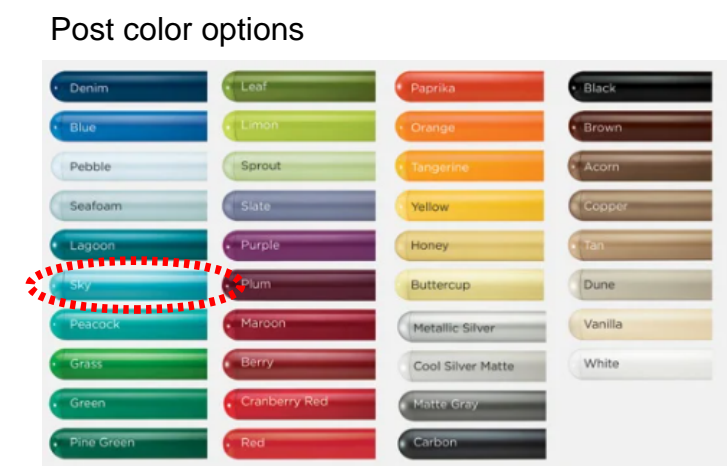 Post color options
Denim
Blue
Pebble
Seafoam
Lagoon
Sky
Peacock
Grass
Green
Pine Green
Leaf
Limon
Sprout
Slate
Purple
Plum
Maroon
Berry
Cranberry Red
Red
Paprika
Orange
Tangerine
Yellow
Honey
Buttercup
Metallic Silver
Cool Silver Matte
Matte Gray
Carbon
Black
Brown
Acorn
Copper
Tan
Dune
Vanilla
White